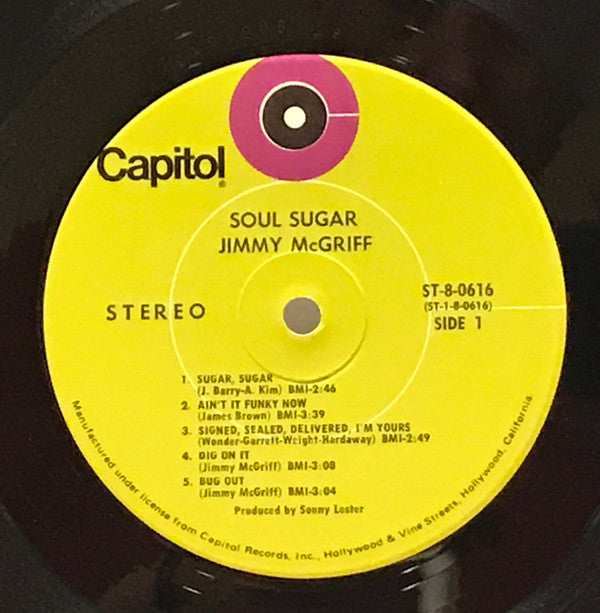 Capitol®
SOUL SUGAR
JIMMY McGRIFF
STEREO
ST-8-0616
(ST-1-8-0616)
SIDE 1
1. SUGAR, SUGAR
(J. Barry-A. Kim) BMI-2:46
2. AIN'T IT FUNKY NOW
(James Brown) BMI-3:39
3. SIGNED, SEALED, DELIVERED, I'M YOURS
(Wonder-Garrett-Wright-Hardaway) BMI-2:49
4. DIG ON IT
(Jimmy McGriff) BMI-3:08
5. BUG OUT
(Jimmy McGriff) BMI-3:04
Produced by Sonny Lester
Manufactured under license from Capitol Records, Inc., Hollywood & Vine Streets, Hollywood, California.